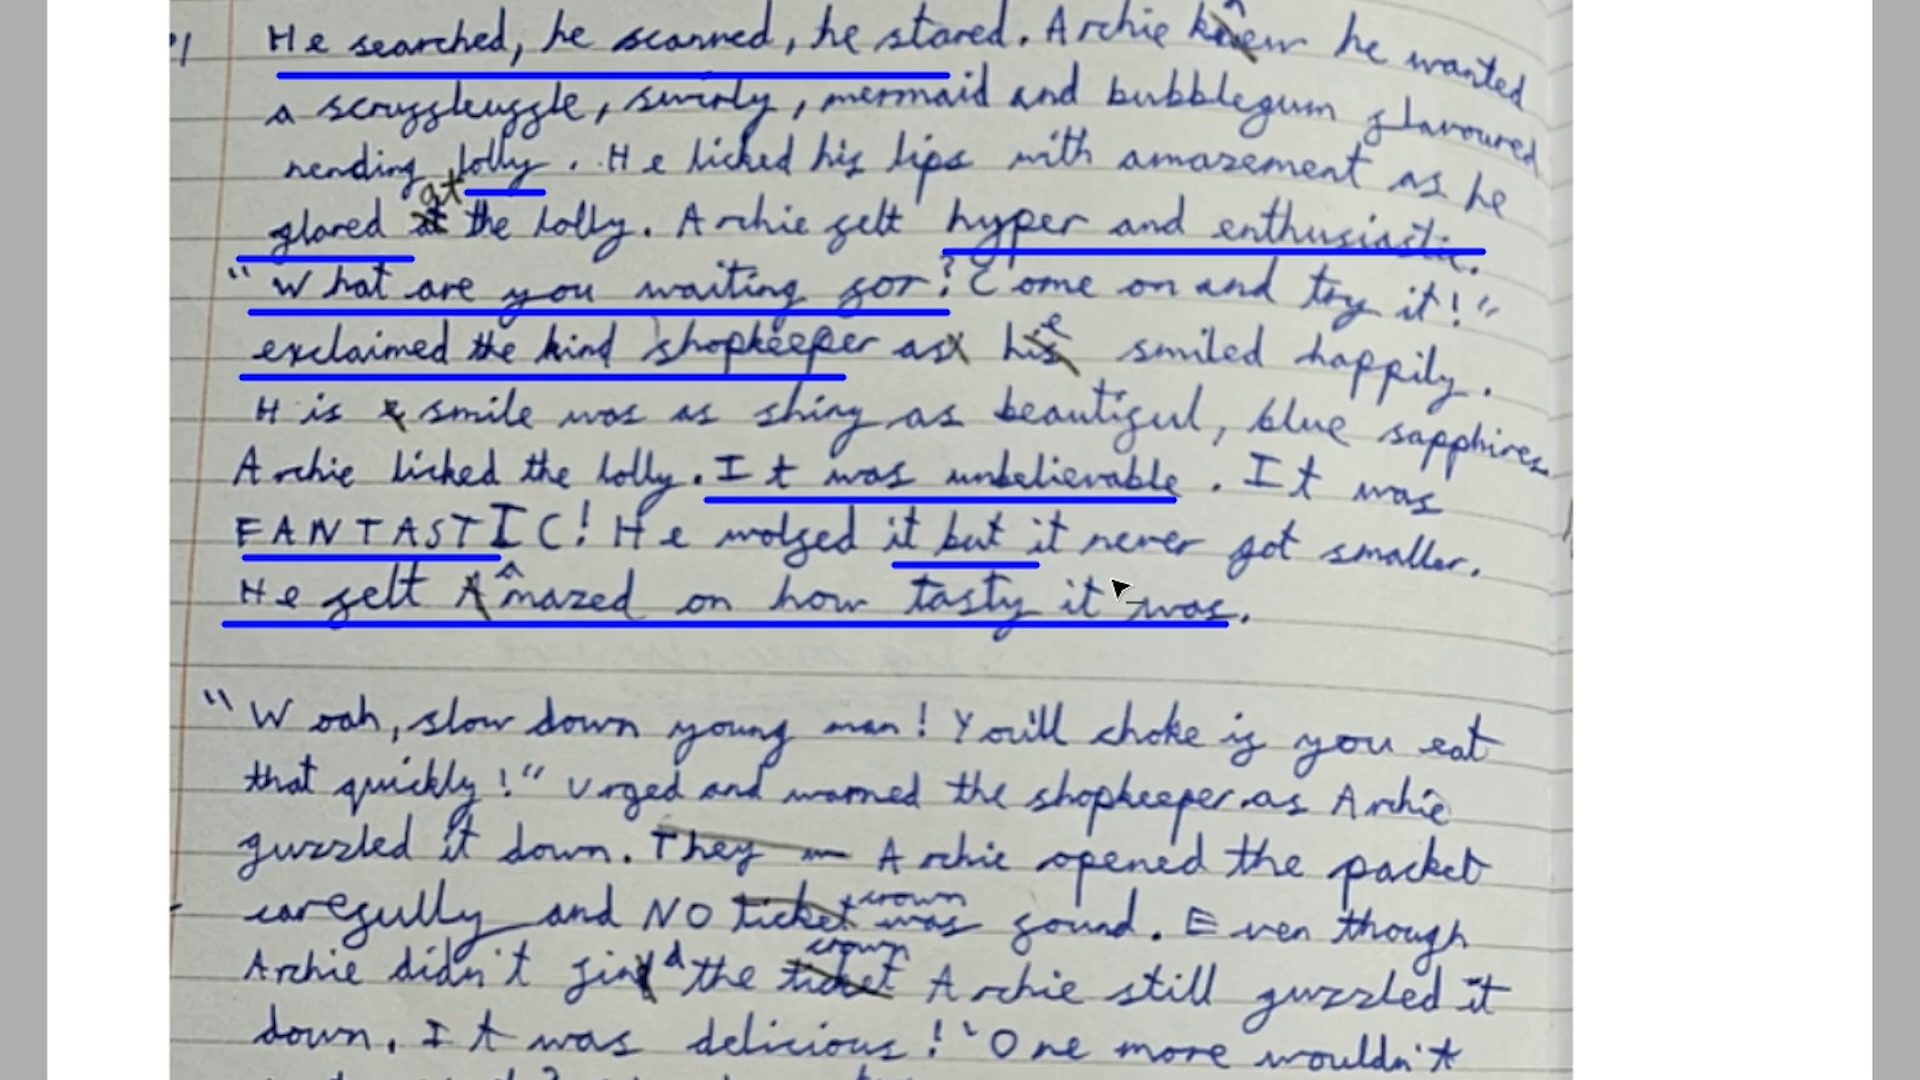 He searched, he scanned, he stared. Archie knew he wanted
a scruggleuggle, swirly, mermaid and bubblegum flavoured
nending lolly. He licked his lips with amazement as he
glared at the lolly. Archie felt hyper and enthusiastic.
"What are you waiting for? Come on and try it!"
exclaimed the kind shopkeeper as he smiled happily.
His smile was as shiny as beautiful, blue sapphires.
Archie licked the lolly. It was unbelievable. It was
FANTASTIC! He wolfed it but it never got smaller.
He felt amazed on how tasty it was.
"Woah, slow down young man! You'll choke if you eat
that quickly!" Urged and warned the shopkeeper as Archie
guzzled it down. They Archie opened the packet
carefully and NO ticket crown was found. Even though
Archie didn't find the ticket crown Archie still guzzled it
down. It was delicious! "One more wouldn't